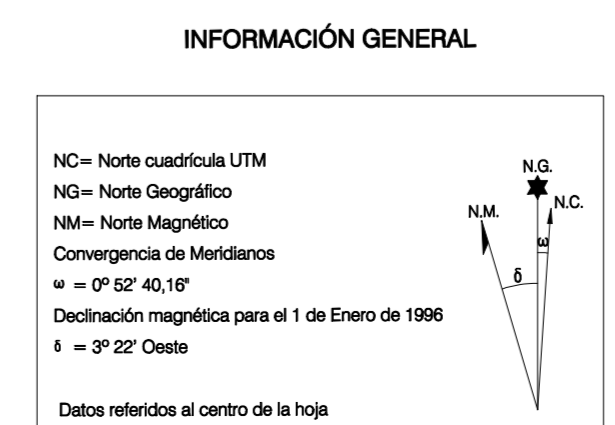 INFORMACIÓN GENERAL
NC= Norte cuadrícula UTM
NG= Norte Geográfico
NM= Norte Magnético
Convergencia de Meridianos
ω = 0º 52' 40,16"
Declinación magnética para el 1 de Enero de 1996
δ = 3º 22' Oeste
Datos referidos al centro de la hoja
N.G.
N.M.
N.C.
ω
δ